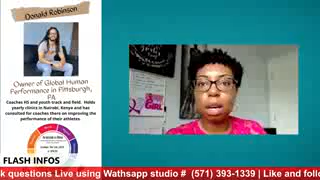 Donald Robinson
Owner of Global Human
Performance in Pittsburgh,
PA
Coaches HS and youth track and field. Holds
yearly clinics in Nairobi, Kenya and has
consulted for coaches there on improving the
performance of their athletes
FLASH INFOS
k questions Live using Wathsapp studio # (571) 393-1339 | Like and follo